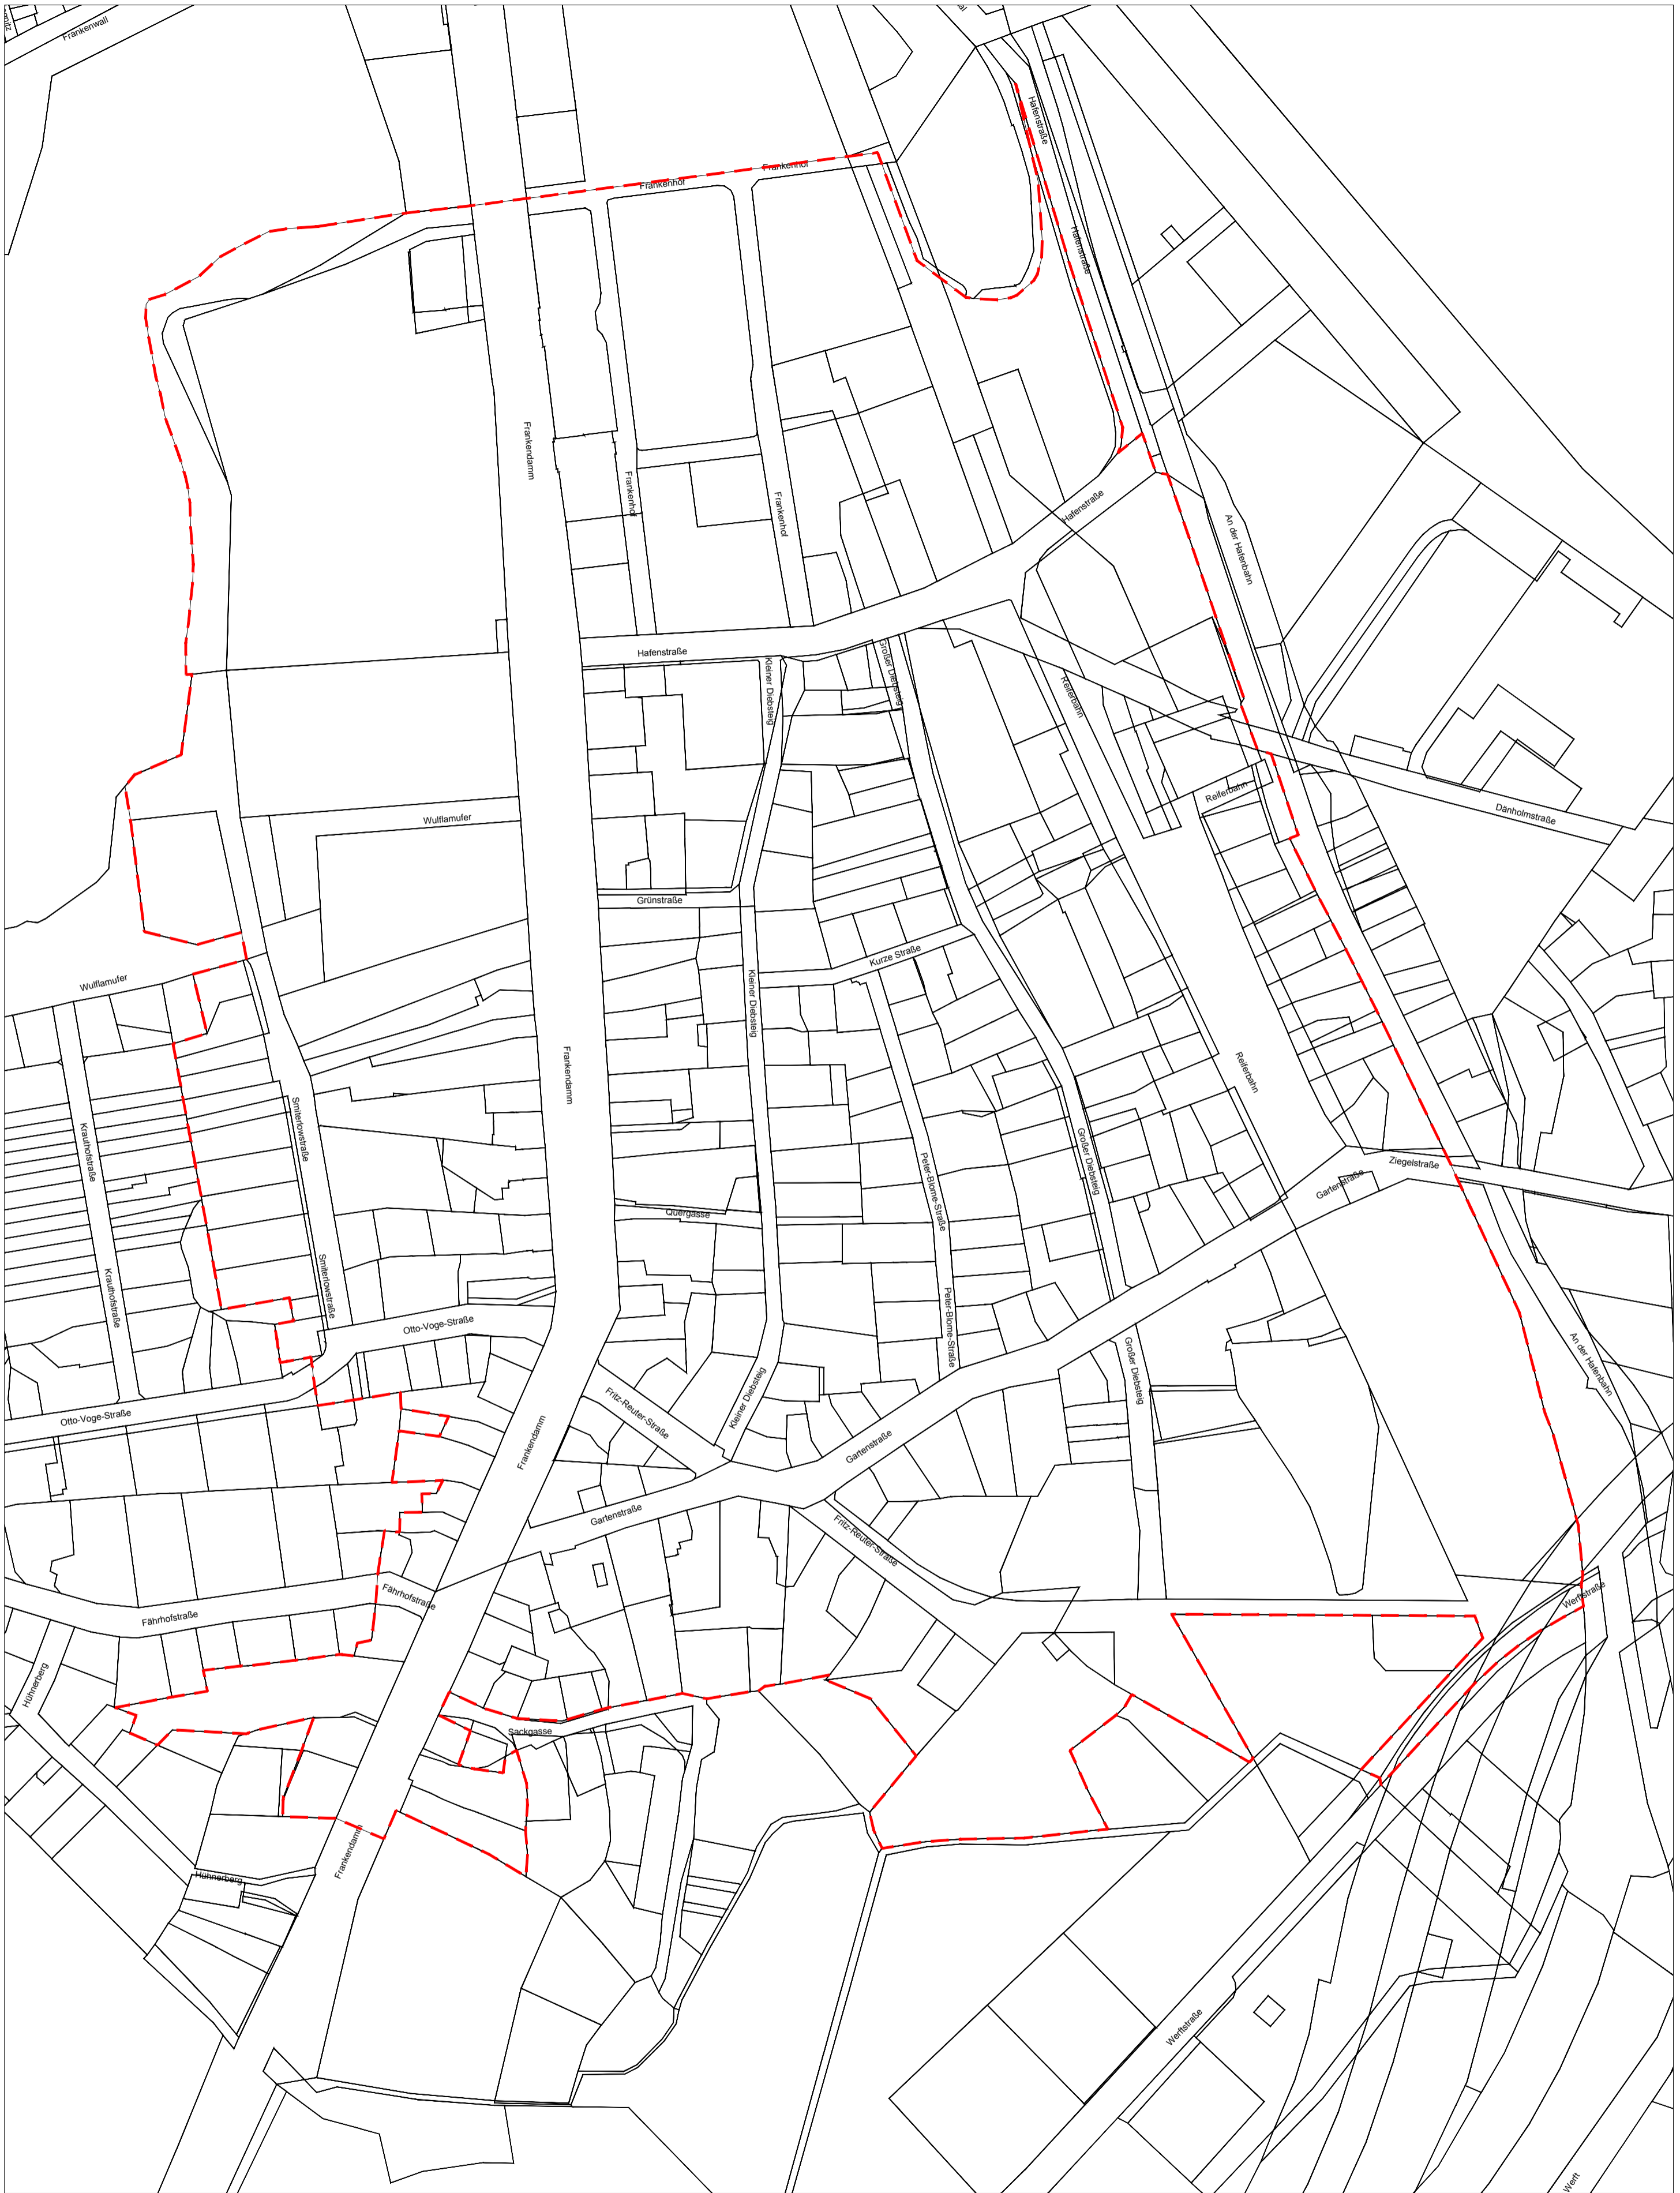 Frankenwall
Hafenstraße
Frankenhof
Frankenhof
Hafenstraße
Frankendamm
Frankenhof
Frankenhof
Hafenstraße
An der Hafenbahn
Hafenstraße
Kleiner Diebsteig
Großer Diebsteig
Reiferbahn
Reiferbahn
Dänholmstraße
Wulflamufer
Grünstraße
Kurze Straße
Wulflamufer
Kleiner Diebsteig
Frankendamm
Reiferbahn
Smiterlowstraße
Krauthofstraße
Großer Diebsteig
Ziegelstraße
Gartenstraße
Peter-Blome-Straße
Quergasse
Smiterlowstraße
Krauthofstraße
Peter-Blome-Straße
Otto-Voge-Straße
Großer Diebsteig
An der Hafenbahn
Kleiner Diebsteig
Fritz-Reuter-Straße
Otto-Voge-Straße
Frankendamm
Gartenstraße
Gartenstraße
Fritz-Reuter-Straße
Fährhofstraße
Werftstraße
Fährhofstraße
Hühnerberg
Sackgasse
Frankendamm
Hühnerberg
Werftstraße
Werft